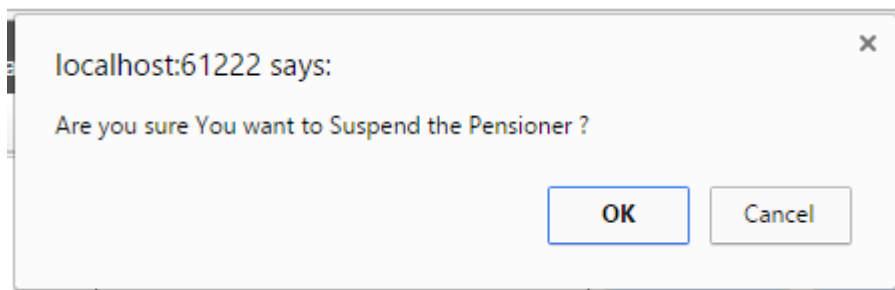 localhost:61222 says:
Are you sure You want to Suspend the Pensioner ?
OK
Cancel